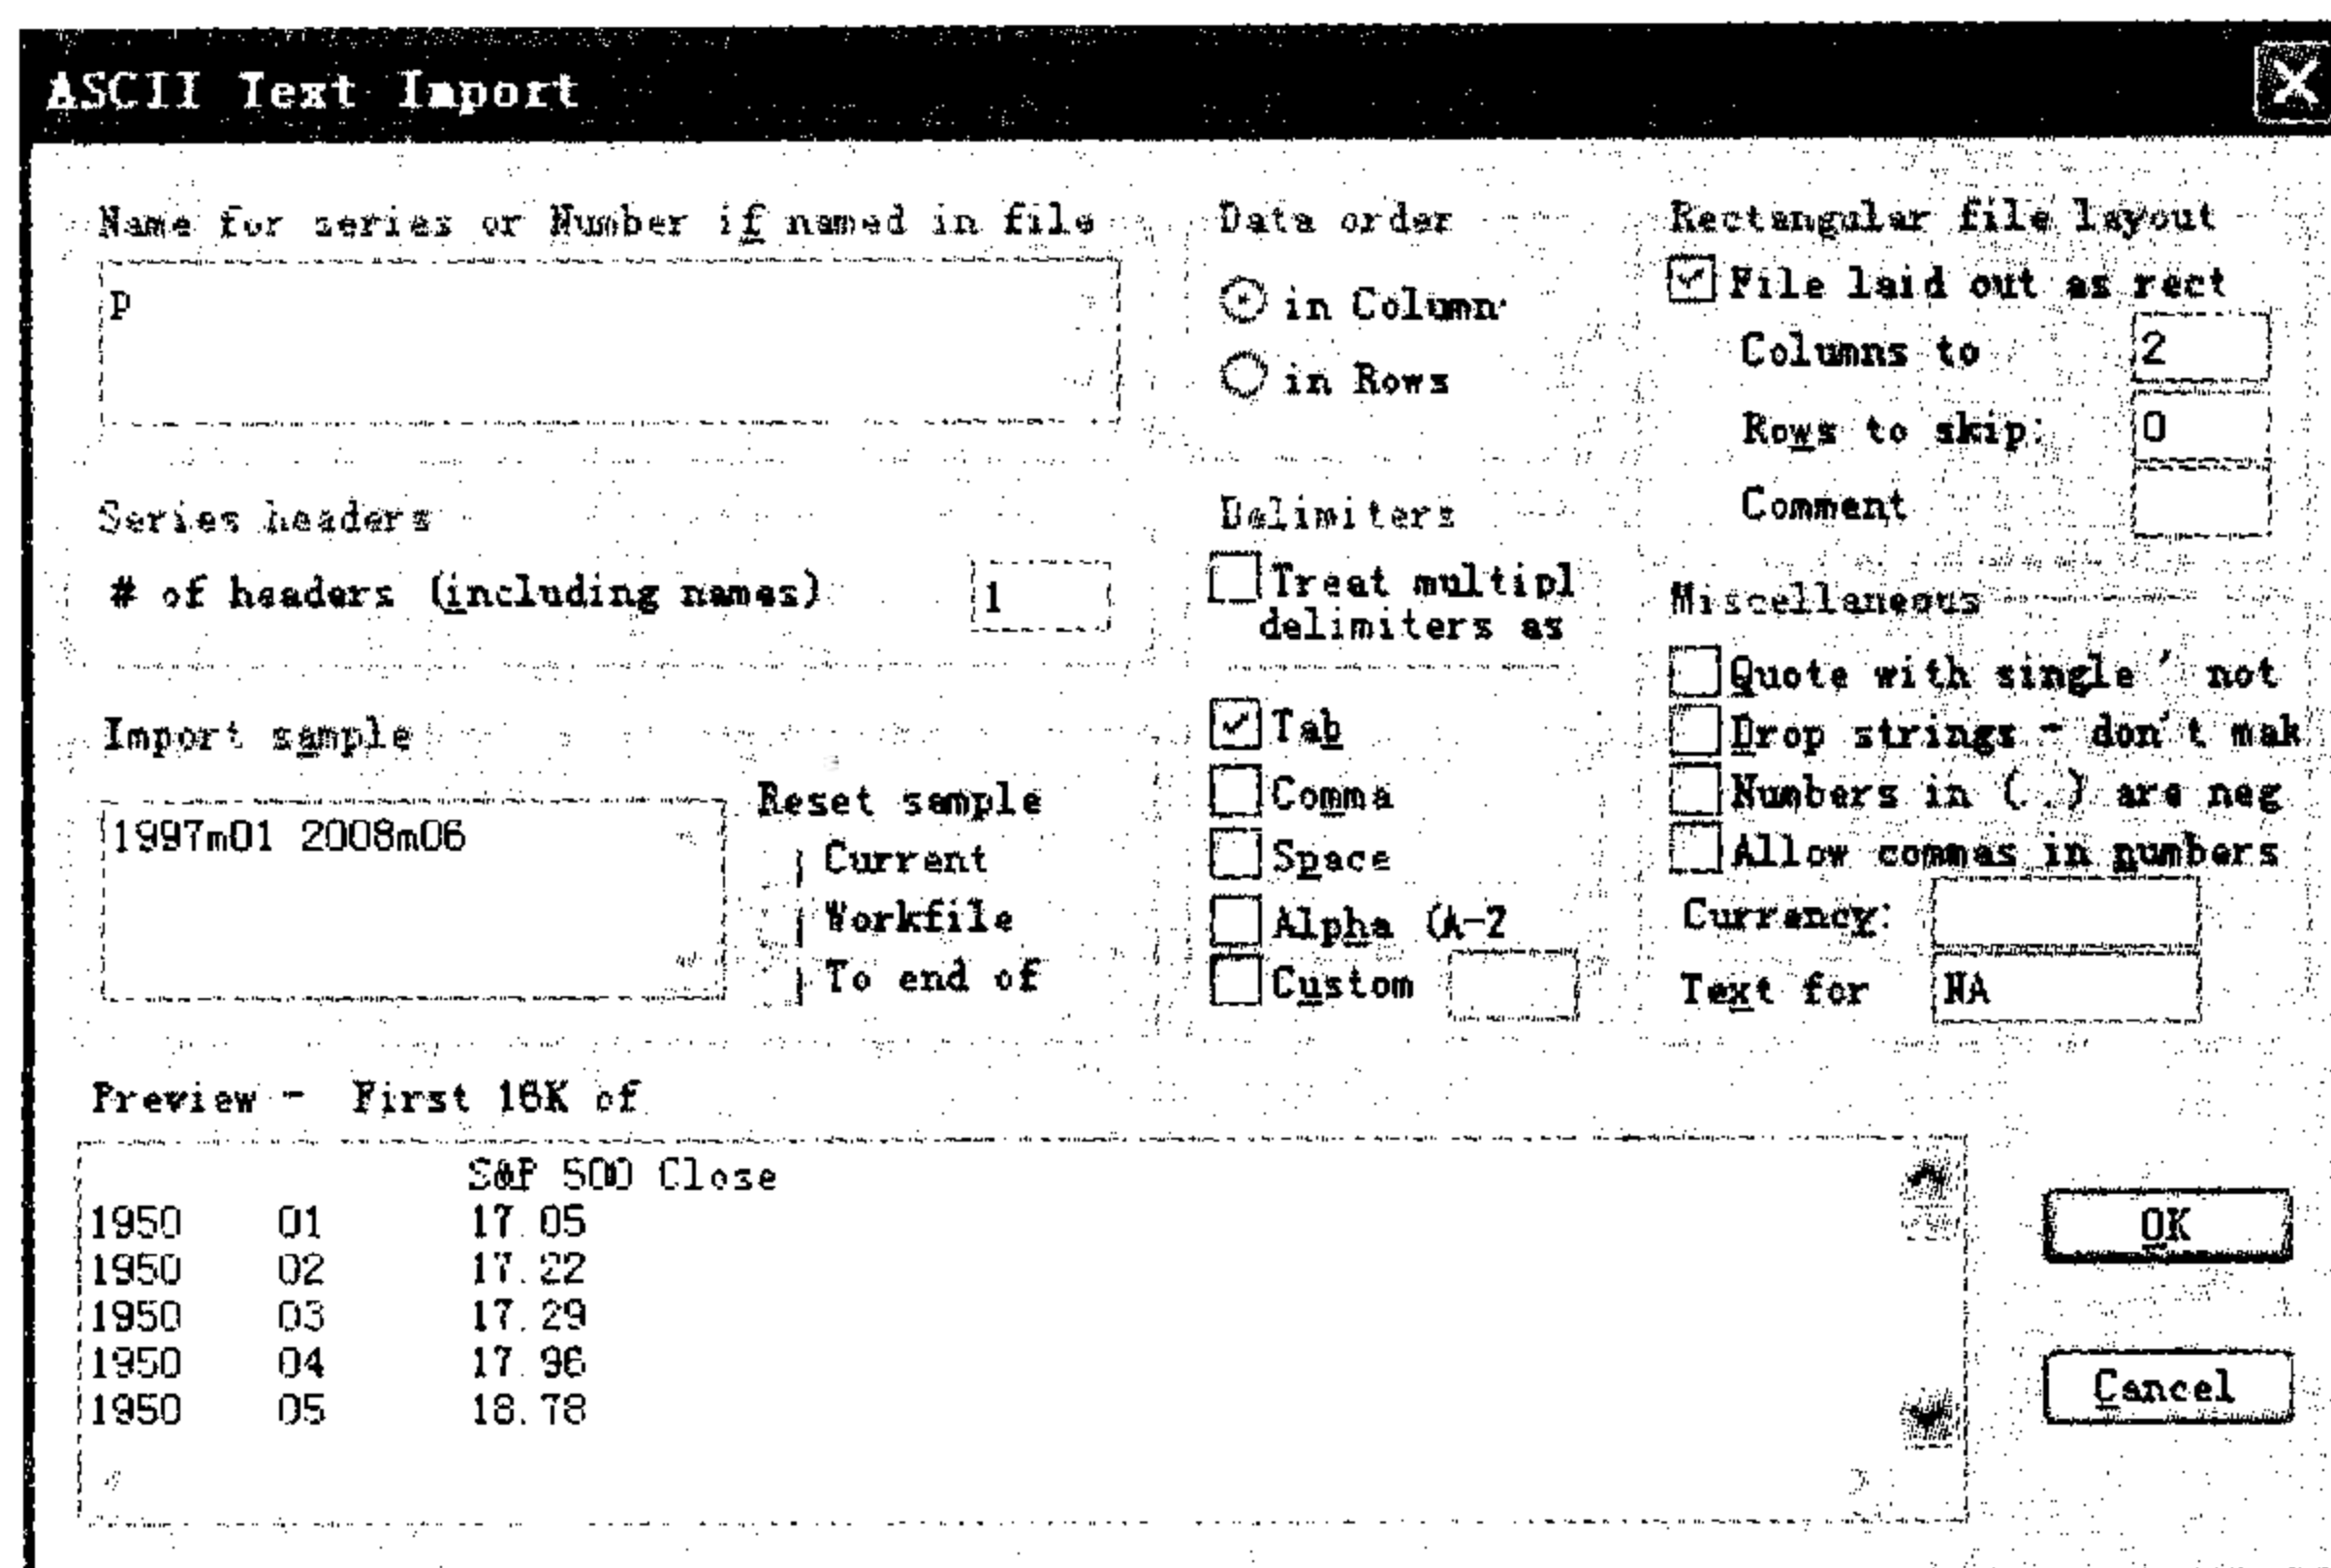 ASCII Text Import
Name for series or Number if named in file
p
Series headers
# of headers (including names)
1
Import sample
1997m01 2008m06
Reset sample
Current
Workfile
To end of
Data order
in Column
in Rows
Delimiters
Treat multipl
delimiters as
Tab
Comma
Space
Alpha (A-Z
Custom
Rectangular file layout
File laid out as rect
Columns to
2
Rows to skip:
0
Comment
Miscellaneous
Quote with single ' not
Drop strings - don't mak
Numbers in ( ) are neg
Allow commas in numbers
Currency:
Text for
NA
Preview - First 16K of
S&P 500 Close
1950 01 17.05
1950 02 17.22
1950 03 17.29
1950 04 17.96
1950 05 18.78
OK
Cancel